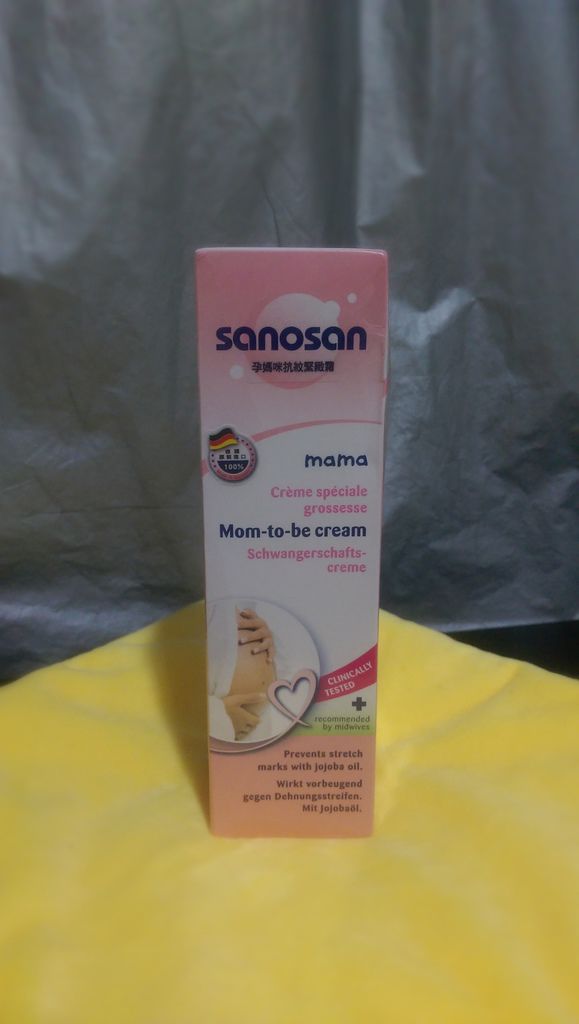 sanosan
孕媽咪抗紋緊緻霜
mama
100%
Crème spéciale
grossesse
Mom-to-be cream
Schwangerschafts-
creme
CLINICALLY
TESTED
recommended
by midwives
Prevents stretch
marks with jojoba oil.
Wirkt vorbeugend
gegen Dehnungsstreifen.
Mit Jojobaöl.